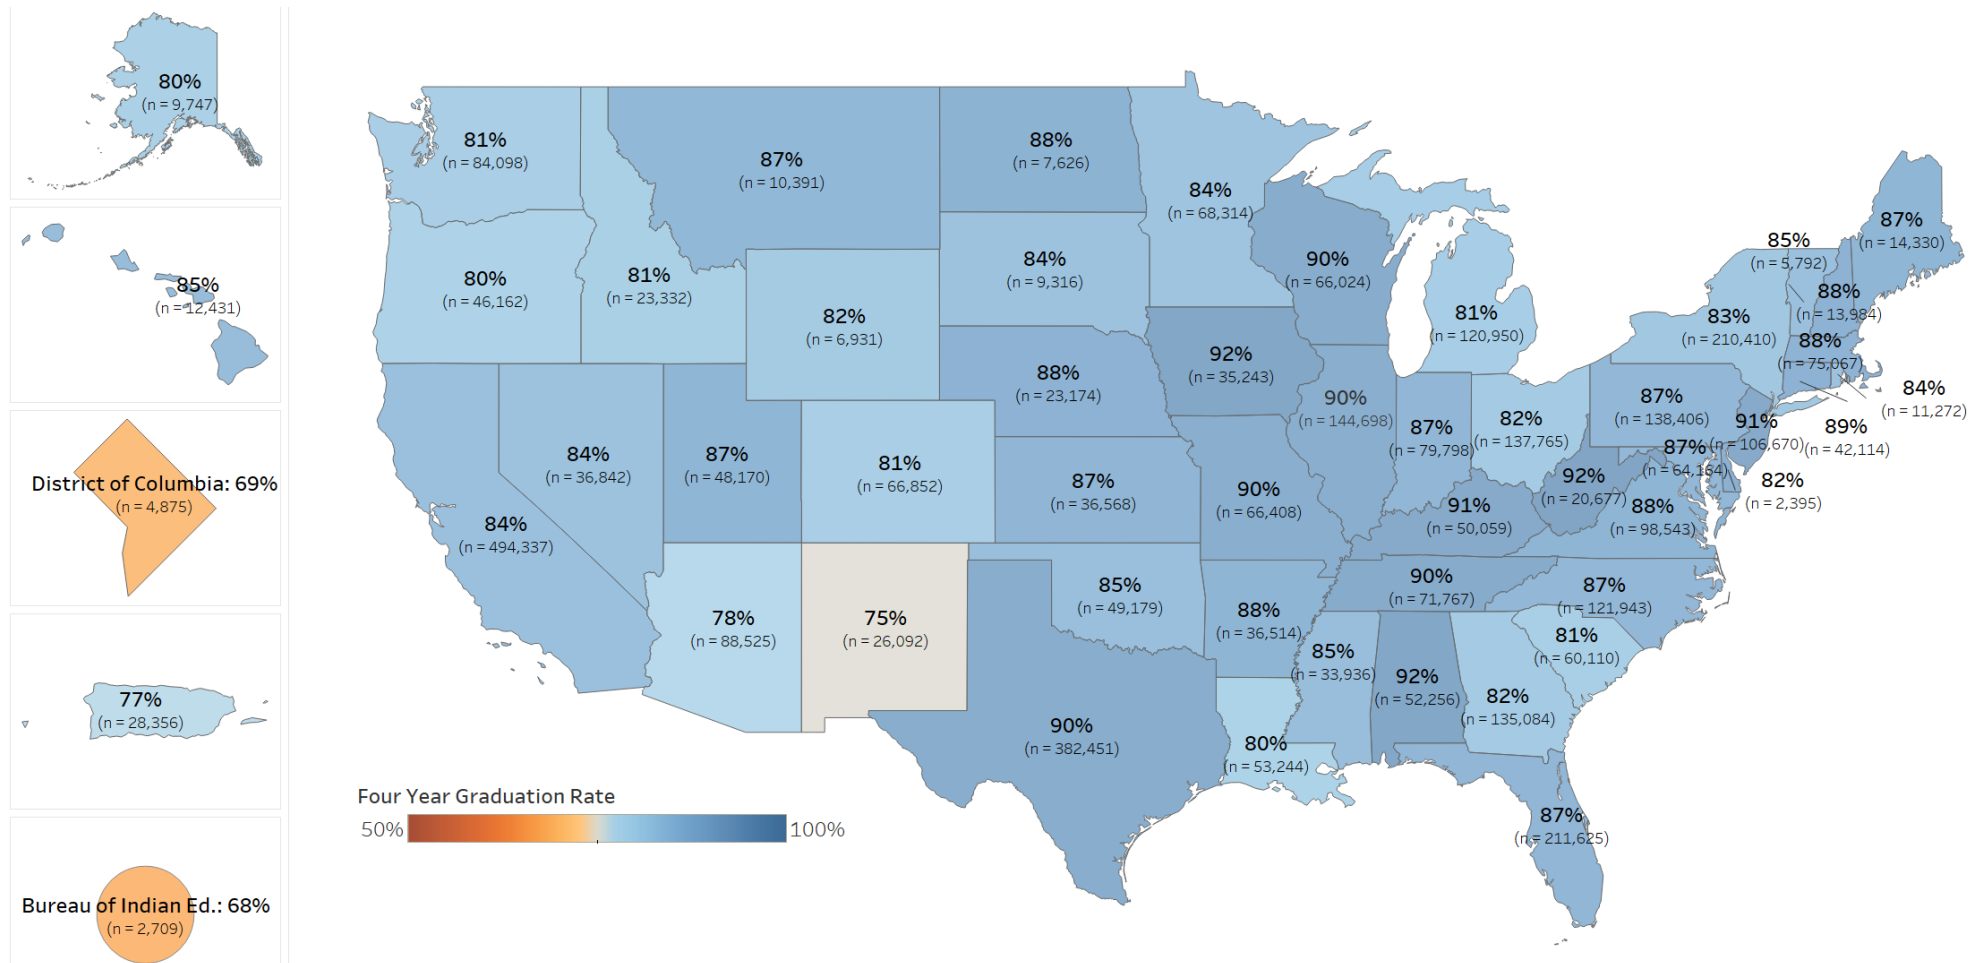 80%
(n = 9,747)
85%
(n = 12,431)
District of Columbia: 69%
(n = 4,875)
77%
(n = 28,356)
Bureau of Indian Ed.: 68%
(n = 2,709)
81%
(n = 84,098)
87%
(n = 10,391)
88%
(n = 7,626)
84%
(n = 68,314)
90%
(n = 66,024)
81%
(n = 120,950)
85%
(n = 5,792)
87%
(n = 14,330)
88%
(n = 13,984)
83%
(n = 210,410)
88%
(n = 75,067)
84%
(n = 11,272)
89%
(n = 42,114)
80%
(n = 46,162)
81%
(n = 23,332)
82%
(n = 6,931)
84%
(n = 9,316)
92%
(n = 35,243)
88%
(n = 23,174)
90%
(n = 144,698)
87%
(n = 79,798)
82%
(n = 137,765)
87%
(n = 138,406)
91%
(n = 106,670)
87%
(n = 64,164)
82%
(n = 2,395)
84%
(n = 494,337)
84%
(n = 36,842)
87%
(n = 48,170)
81%
(n = 66,852)
87%
(n = 36,568)
90%
(n = 66,408)
91%
(n = 50,059)
92%
(n = 20,677)
88%
(n = 98,543)
78%
(n = 88,525)
75%
(n = 26,092)
85%
(n = 49,179)
88%
(n = 36,514)
90%
(n = 71,767)
87%
(n = 121,943)
81%
(n = 60,110)
85%
(n = 33,936)
92%
(n = 52,256)
82%
(n = 135,084)
90%
(n = 382,451)
80%
(n = 53,244)
87%
(n = 211,625)
Four Year Graduation Rate
50% 100%